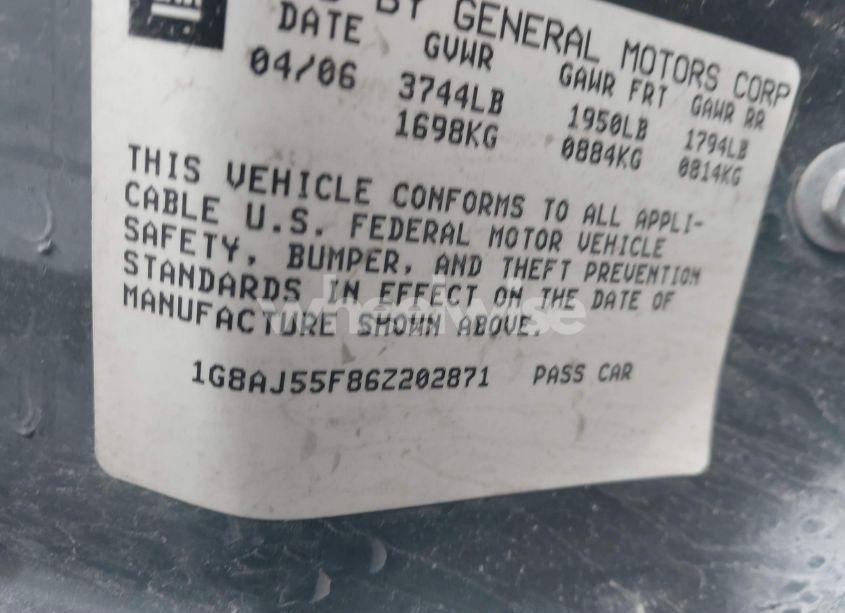 BY GENERAL MOTORS CORP
DATE GVWR GAWR FRT GAWR RR
04/06 3744LB 1950LB 1794LB
1698KG 0884KG 0814KG
THIS VEHICLE CONFORMS TO ALL APPLI-
CABLE U.S. FEDERAL MOTOR VEHICLE
SAFETY, BUMPER, AND THEFT PREVENTION
STANDARDS IN EFFECT ON THE DATE OF
MANUFACTURE SHOWN ABOVE.
wheelwise
1G8AJ55F86Z202871 PASS CAR